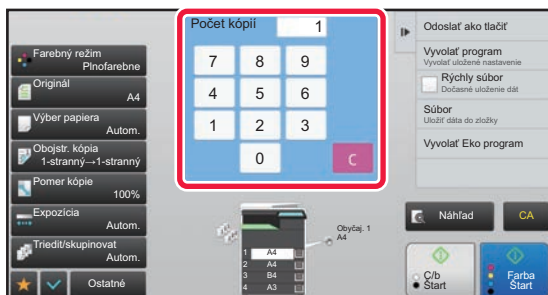 Počet kópií 1
7 8 9
4 5 6
1 2 3
0 C
Farebný režim
Plnofarebne
Originál
A4
Výber papiera
Autom.
Obojstr. kópia
1-stranný→1-stranný
Pomer kópie
100%
Expozícia
Autom.
Triediť/skupinovat
Autom.
Ostatné
Obyčaj. 1
A4
1 A4
2 A4
3 B4
4 A3
Odoslať ako tlačiť
Vyvolať program
Vyvolať uložené nastavenie
Rýchly súbor
Dočasné uloženie dát
Súbor
Uložiť dáta do zložky
Vyvolať Eko program
Náhľad
CA
Č/b
Štart
Farba
Štart